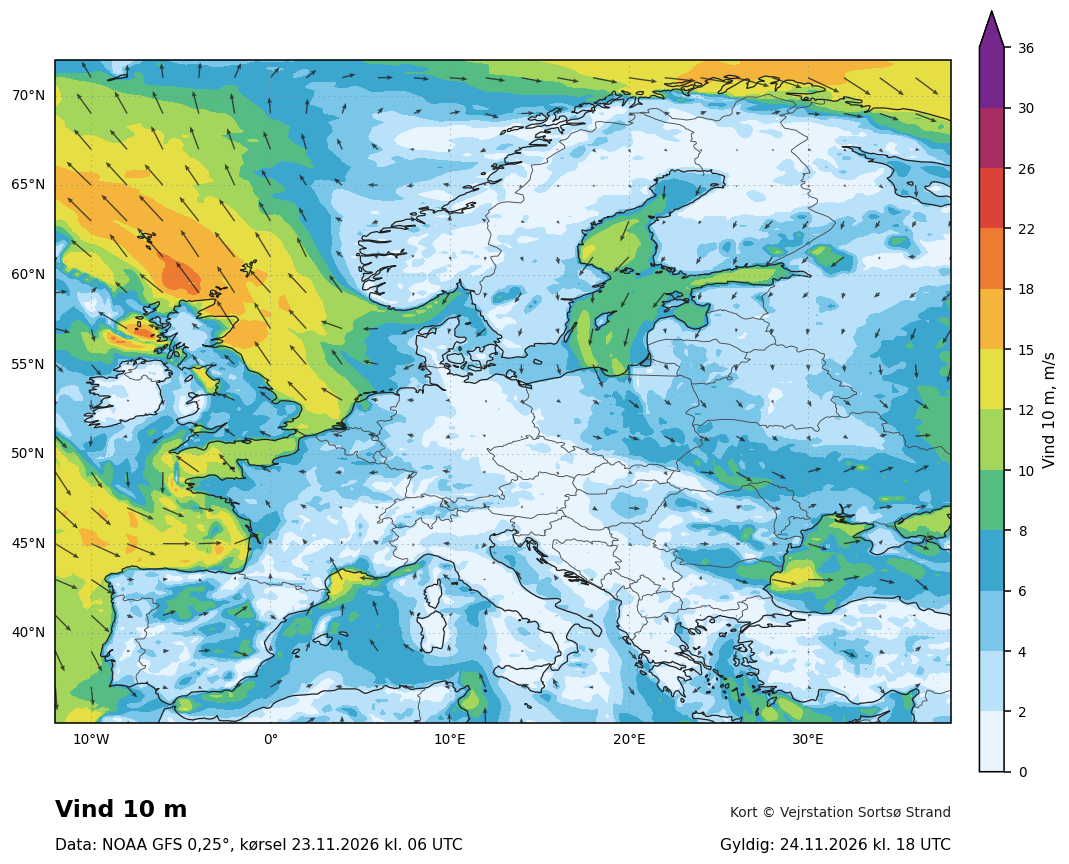 36
30
26
22
18
15
12
10
8
6
4
2
0
Vind 10 m, m/s
70°N
65°N
60°N
55°N
50°N
45°N
40°N
10°W
0°
10°E
20°E
30°E
Vind 10 m
Kort © Vejrstation Sortsø Strand
Data: NOAA GFS 0,25°, kørsel 23.11.2026 kl. 06 UTC
Gyldig: 24.11.2026 kl. 18 UTC